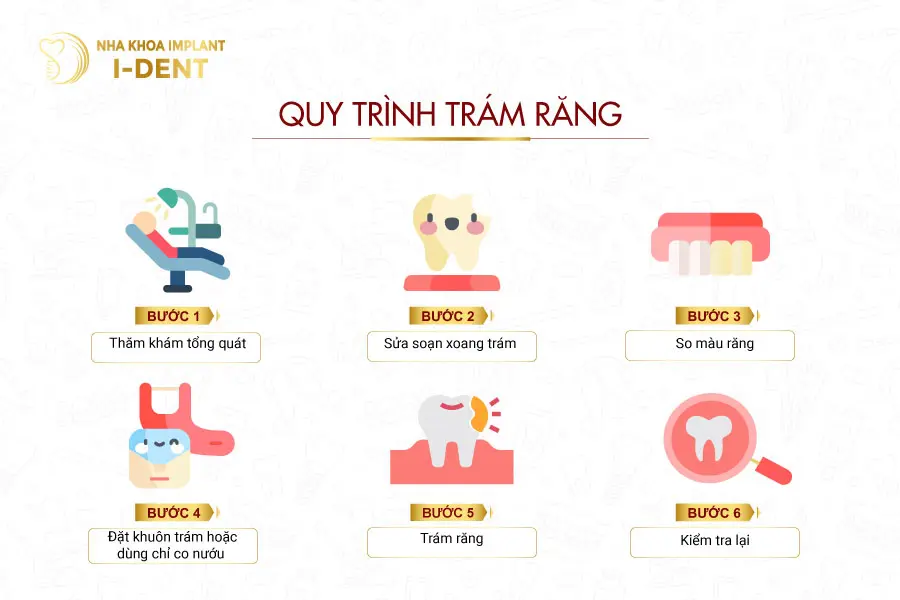 NHA KHOA IMPLANT
I-DENT
QUY TRÌNH TRÁM RĂNG
BƯỚC 1
Thăm khám tổng quát
BƯỚC 2
Sửa soạn xoang trám
BƯỚC 3
So màu răng
BƯỚC 4
Đặt khuôn trám hoặc
dùng chỉ co nướu
BƯỚC 5
Trám răng
BƯỚC 6
Kiểm tra lại